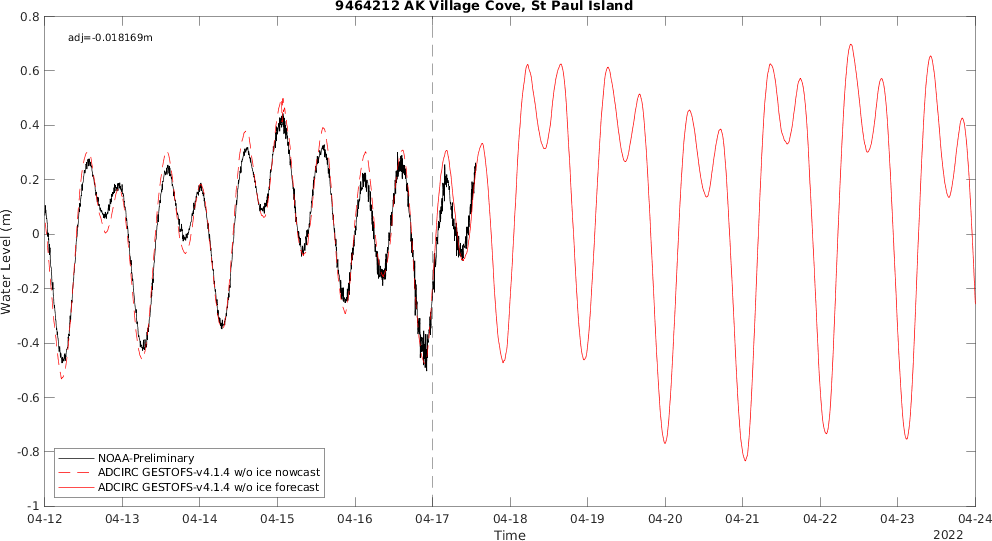 9464212 AK Village Cove, St Paul Island
adj=-0.018169m
0.8
0.6
0.4
0.2
0
-0.2
-0.4
-0.6
-0.8
-1
Water Level (m)
NOAA-Preliminary
ADCIRC GESTOFS-v4.1.4 w/o ice nowcast
ADCIRC GESTOFS-v4.1.4 w/o ice forecast
04-12 04-13 04-14 04-15 04-16 04-17 04-18 04-19 04-20 04-21 04-22 04-23 04-24
Time
2022